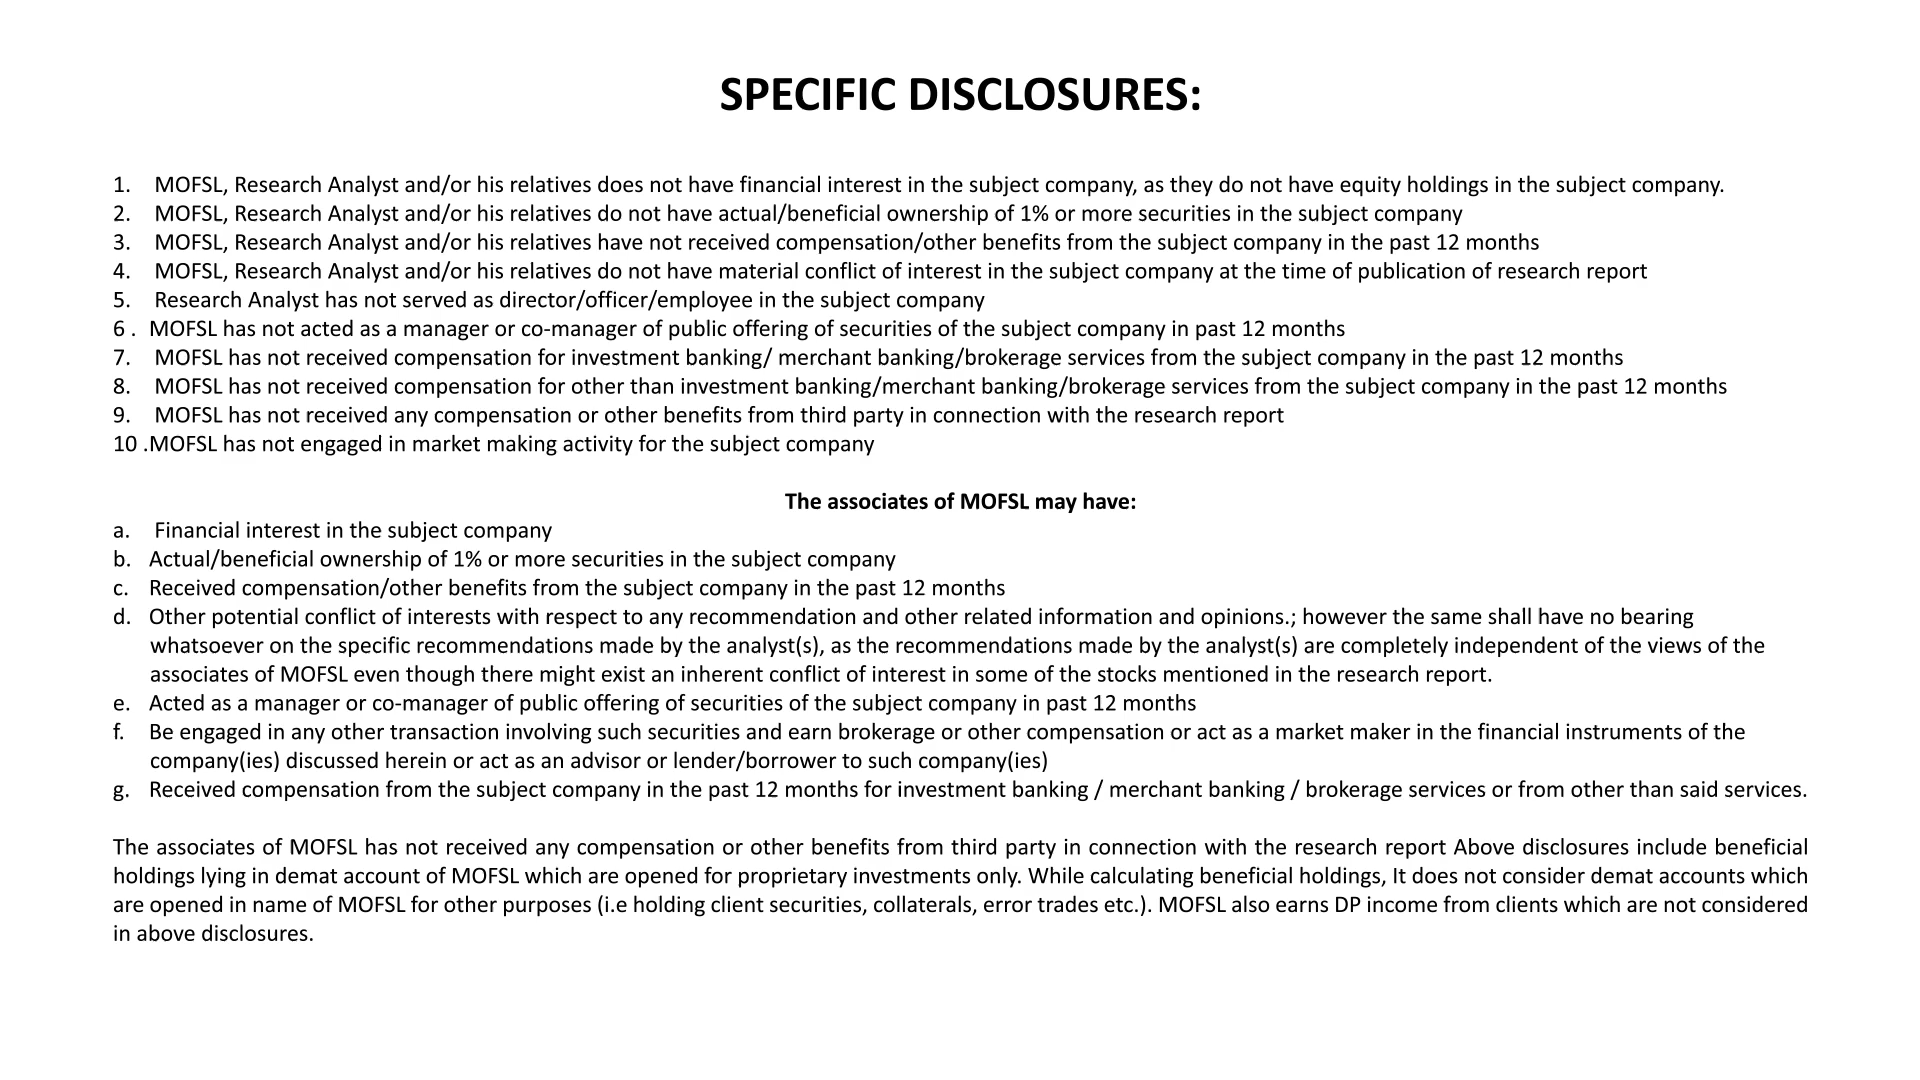 SPECIFIC DISCLOSURES:
1. MOFSL, Research Analyst and/or his relatives does not have financial interest in the subject company, as they do not have equity holdings in the subject company.
2. MOFSL, Research Analyst and/or his relatives do not have actual/beneficial ownership of 1% or more securities in the subject company
3. MOFSL, Research Analyst and/or his relatives have not received compensation/other benefits from the subject company in the past 12 months
4. MOFSL, Research Analyst and/or his relatives do not have material conflict of interest in the subject company at the time of publication of research report
5. Research Analyst has not served as director/officer/employee in the subject company
6 . MOFSL has not acted as a manager or co-manager of public offering of securities of the subject company in past 12 months
7. MOFSL has not received compensation for investment banking/ merchant banking/brokerage services from the subject company in the past 12 months
8. MOFSL has not received compensation for other than investment banking/merchant banking/brokerage services from the subject company in the past 12 months
9. MOFSL has not received any compensation or other benefits from third party in connection with the research report
10 .MOFSL has not engaged in market making activity for the subject company
The associates of MOFSL may have:
a. Financial interest in the subject company
b. Actual/beneficial ownership of 1% or more securities in the subject company
c. Received compensation/other benefits from the subject company in the past 12 months
d. Other potential conflict of interests with respect to any recommendation and other related information and opinions.; however the same shall have no bearing
whatsoever on the specific recommendations made by the analyst(s), as the recommendations made by the analyst(s) are completely independent of the views of the
associates of MOFSL even though there might exist an inherent conflict of interest in some of the stocks mentioned in the research report.
e. Acted as a manager or co-manager of public offering of securities of the subject company in past 12 months
f. Be engaged in any other transaction involving such securities and earn brokerage or other compensation or act as a market maker in the financial instruments of the
company(ies) discussed herein or act as an advisor or lender/borrower to such company(ies)
g. Received compensation from the subject company in the past 12 months for investment banking / merchant banking / brokerage services or from other than said services.
The associates of MOFSL has not received any compensation or other benefits from third party in connection with the research report Above disclosures include beneficial
holdings lying in demat account of MOFSL which are opened for proprietary investments only. While calculating beneficial holdings, It does not consider demat accounts which
are opened in name of MOFSL for other purposes (i.e holding client securities, collaterals, error trades etc.). MOFSL also earns DP income from clients which are not considered
in above disclosures.